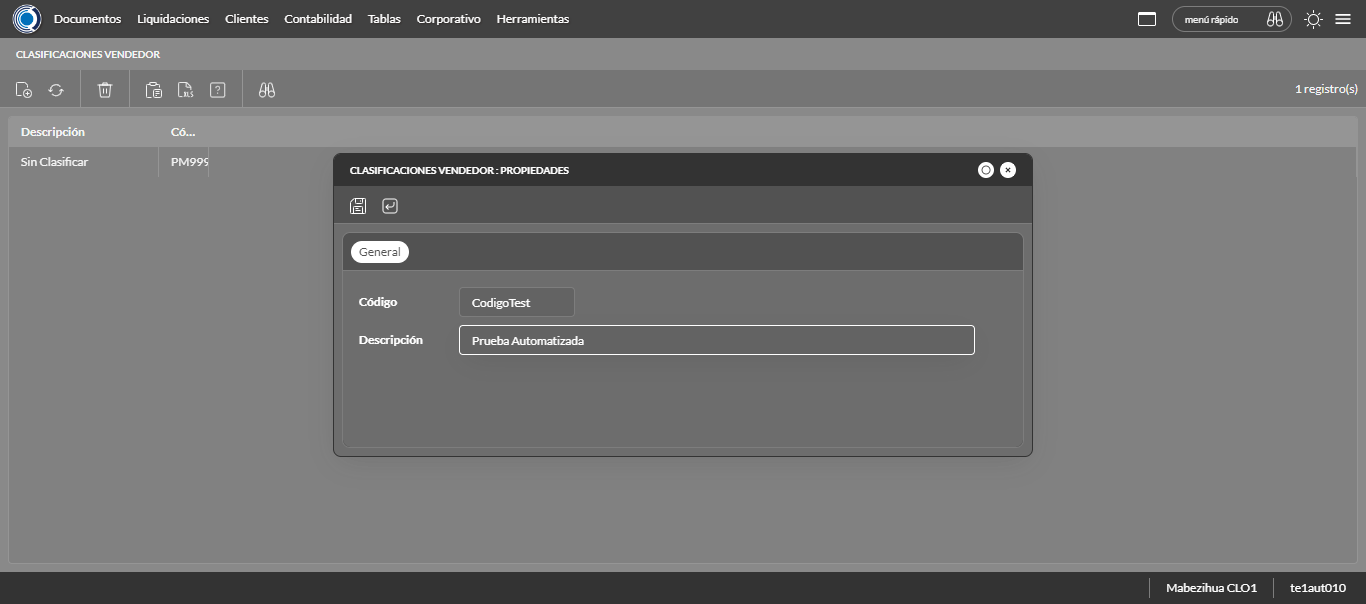 Documentos Liquidaciones Clientes Contabilidad Tablas Corporativo Herramientas menú rápido
CLASIFICACIONES VENDEDOR
XLS ? 1 registro(s)
Descripción Có...
Sin Clasificar PM999
CLASIFICACIONES VENDEDOR : PROPIEDADES
General
Código CodigoTest
Descripción Prueba Automatizada
Mabezihua CLO1 te1aut010